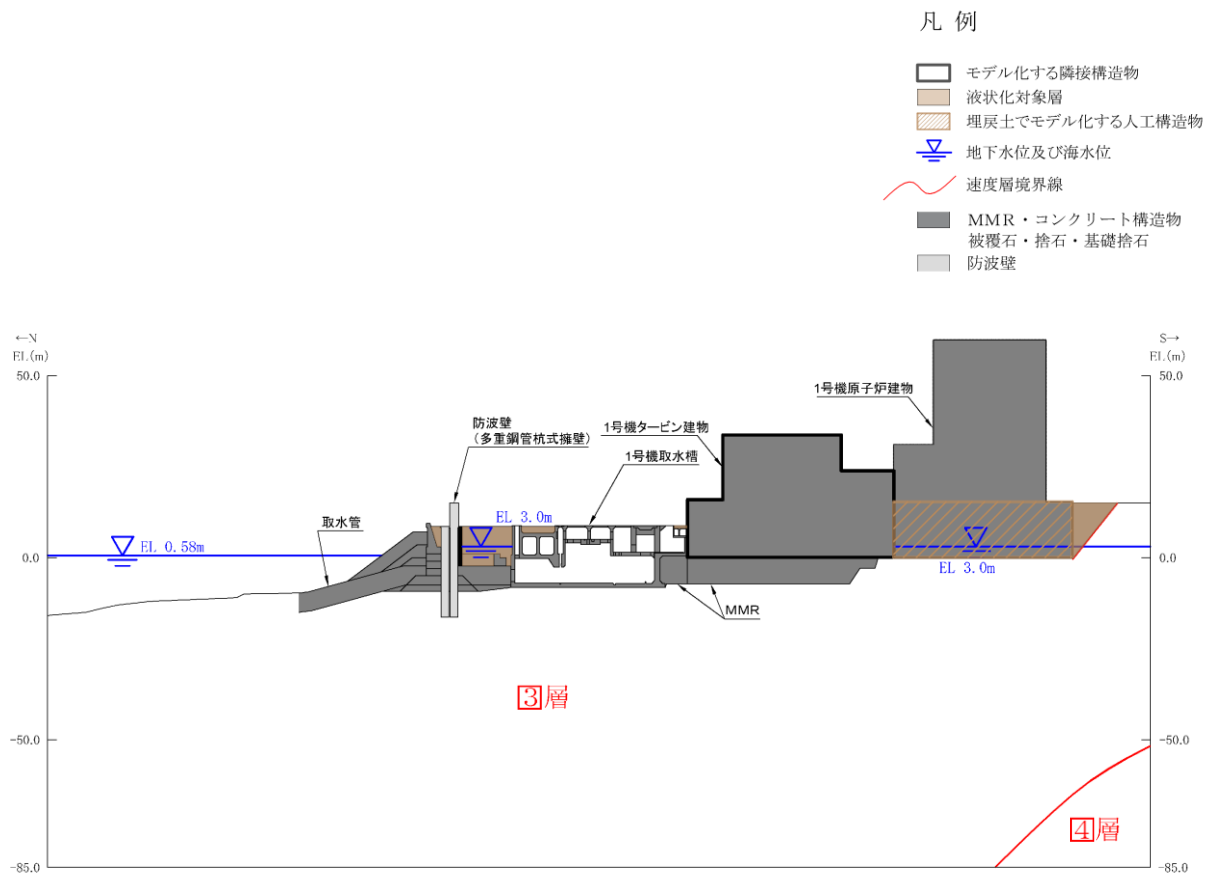 凡 例
モデル化する隣接構造物
液状化対象層
埋戻土でモデル化する人工構造物
地下水位及び海水位
速度層境界線
MMR・コンクリート構造物
被覆石・捨石・基礎捨石
防波壁
←N
EL(m)
S→
EL(m)
50.0
50.0
1号機原子炉建物
防波壁
(多重鋼管杭式擁壁)
1号機タービン建物
1号機取水槽
取水管
EL 3.0m
EL 0.58m
0.0
0.0
EL 3.0m
MMR
3層
-50.0
-50.0
4層
-85.0
-85.0